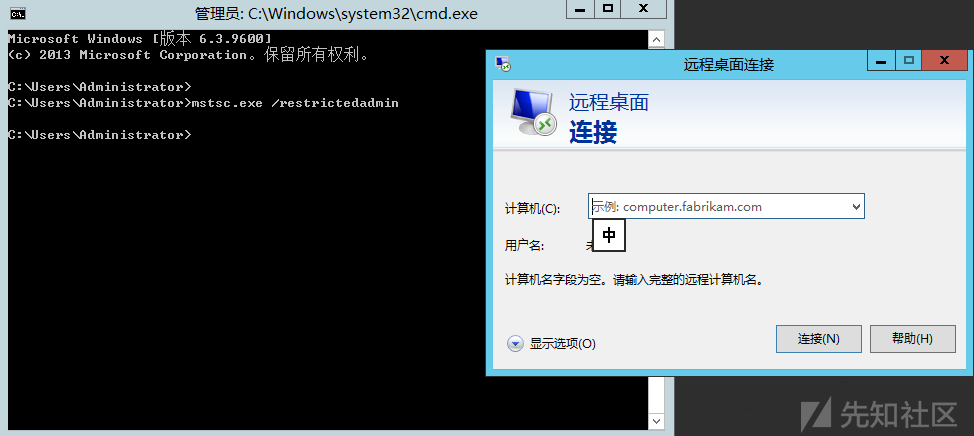 管理员: C:\Windows\system32\cmd.exe
Microsoft Windows [版本 6.3.9600]
(c) 2013 Microsoft Corporation。保留所有权利。
C:\Users\Administrator>
C:\Users\Administrator>mstsc.exe /restrictedadmin
C:\Users\Administrator>
远程桌面连接
远程桌面
连接
计算机(C):
示例: computer.fabrikam.com
中
用户名:
计算机名字段为空。请输入完整的远程计算机名。
显示选项(O)
连接(N)
帮助(H)
先知社区